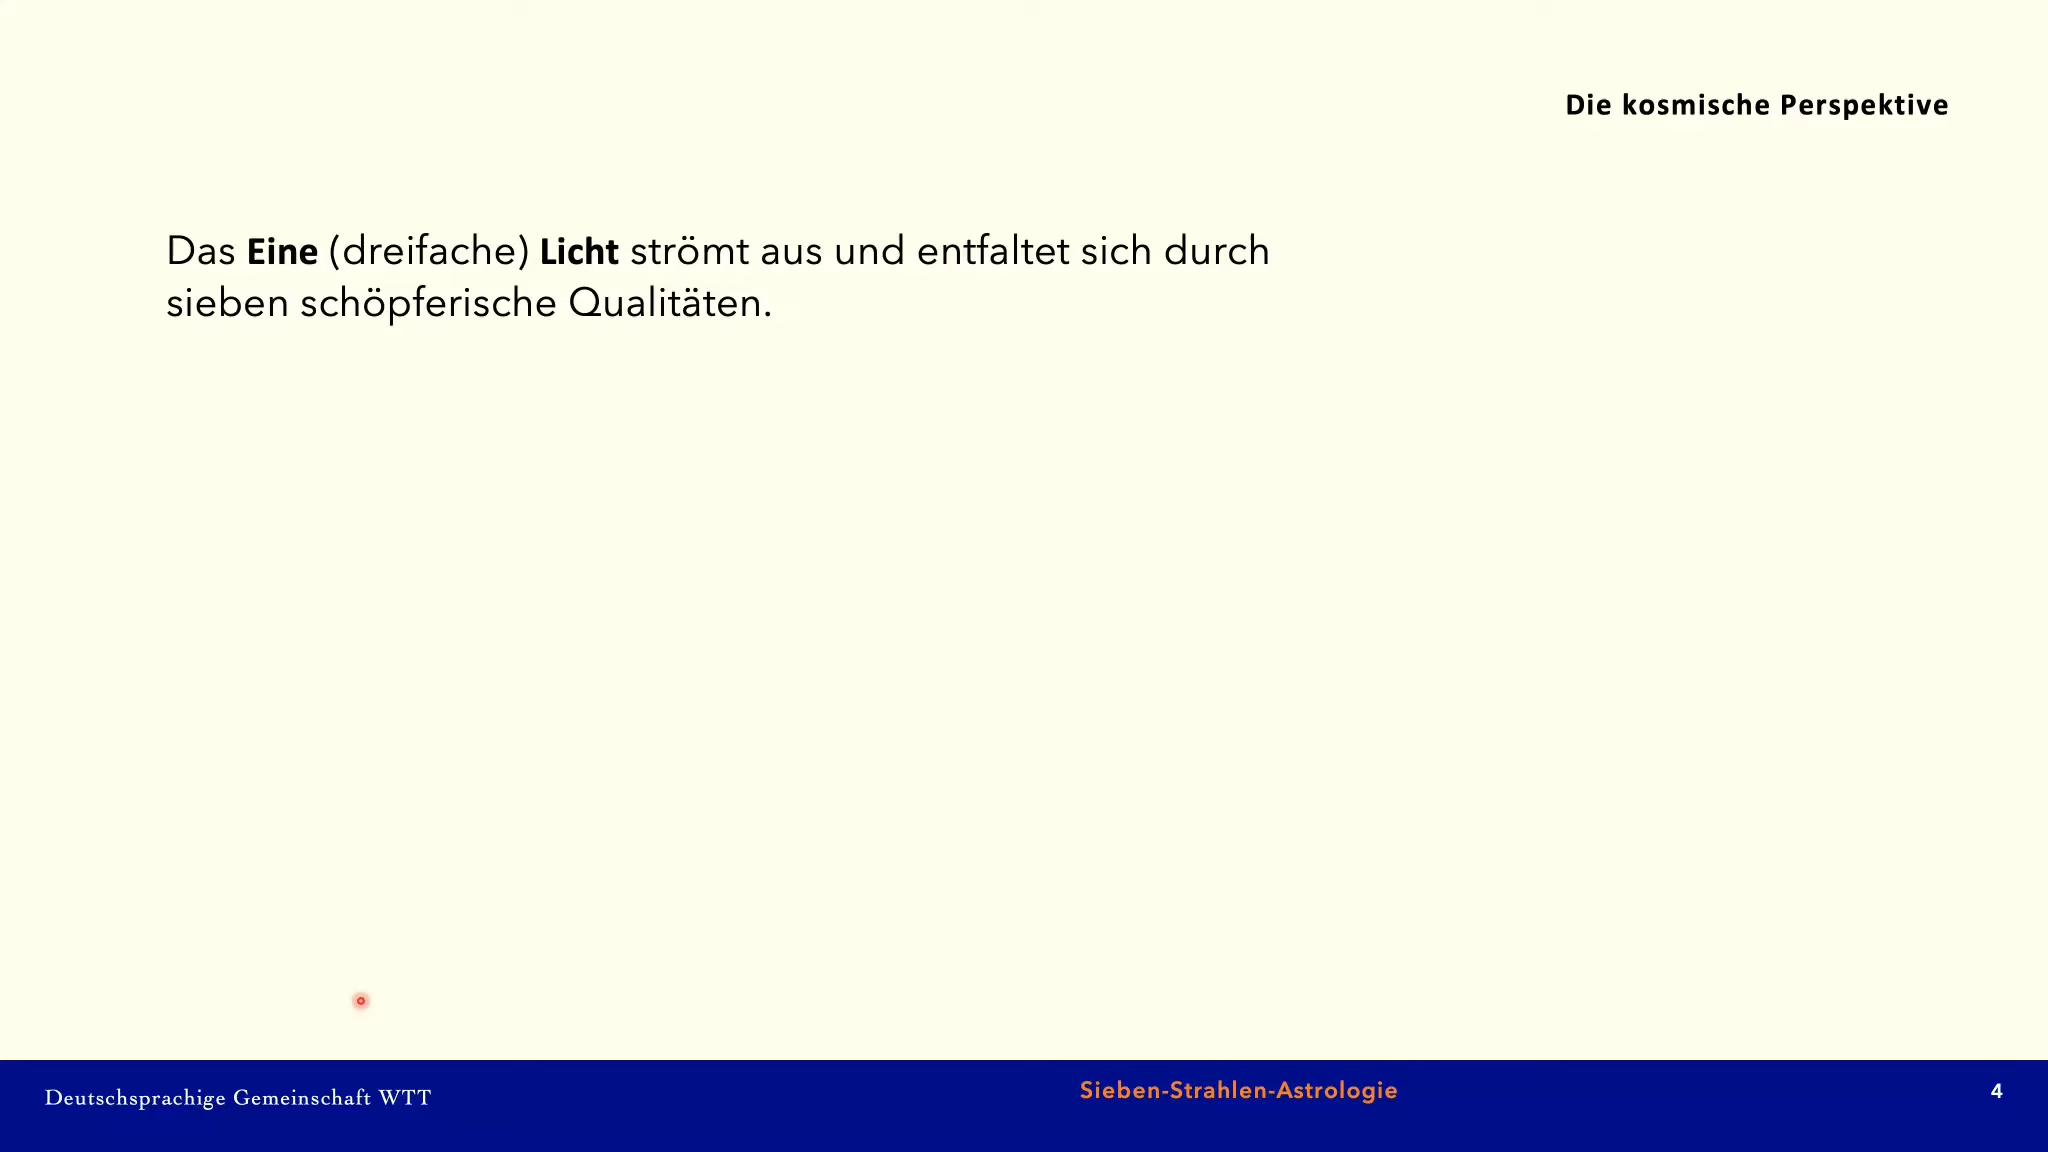 Die kosmische Perspektive
Das Eine (dreifache) Licht strömt aus und entfaltet sich durch
sieben schöpferische Qualitäten.
Deutschsprachige Gemeinschaft WTT
Sieben-Strahlen-Astrologie
4